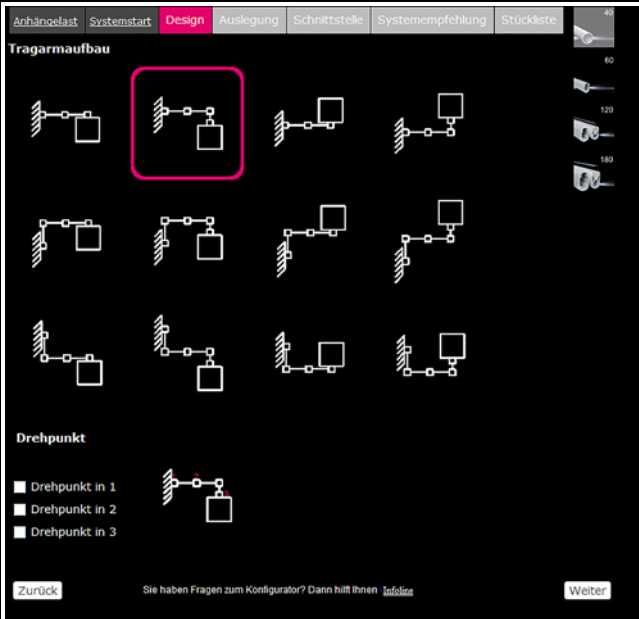 Anhängelast Systemstart Design Auslegung Schnittstelle Systemempfehlung Stückliste
40
Tragarmaufbau
60
120
180
Drehpunkt
Drehpunkt in 1
Drehpunkt in 2
Drehpunkt in 3
Zurück Sie haben Fragen zum Konfigurator? Dann hilft Ihnen Infoline Weiter